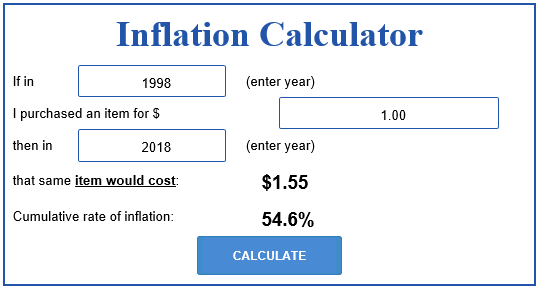 Inflation Calculator
If in 1998 (enter year)
I purchased an item for $ 1.00
then in 2018 (enter year)
that same item would cost: $1.55
Cumulative rate of inflation: 54.6%
CALCULATE